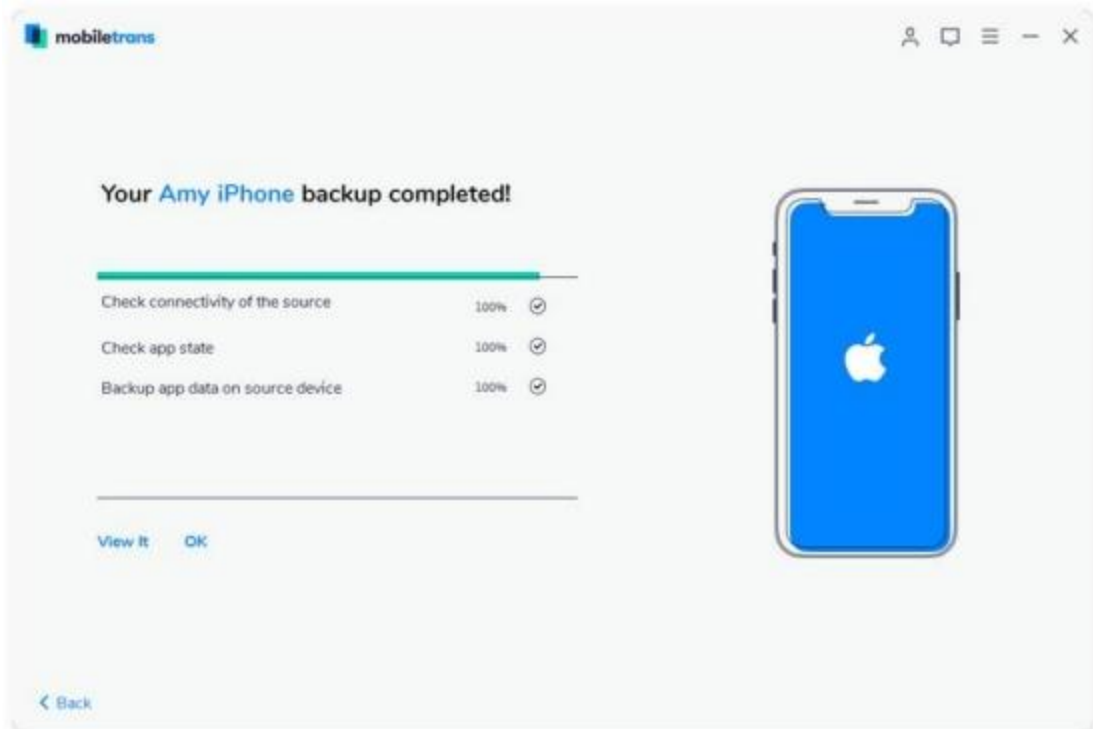 mobiletrans
Your Amy iPhone backup completed!
Check connectivity of the source 100%
Check app state 100%
Backup app data on source device 100%
View It OK
Back